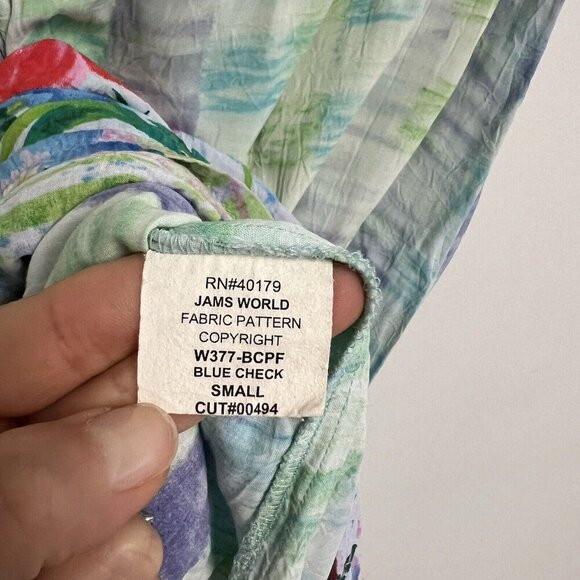 RN#40179
JAMS WORLD
FABRIC PATTERN
COPYRIGHT
W377-BCPF
BLUE CHECK
SMALL
CUT#00494